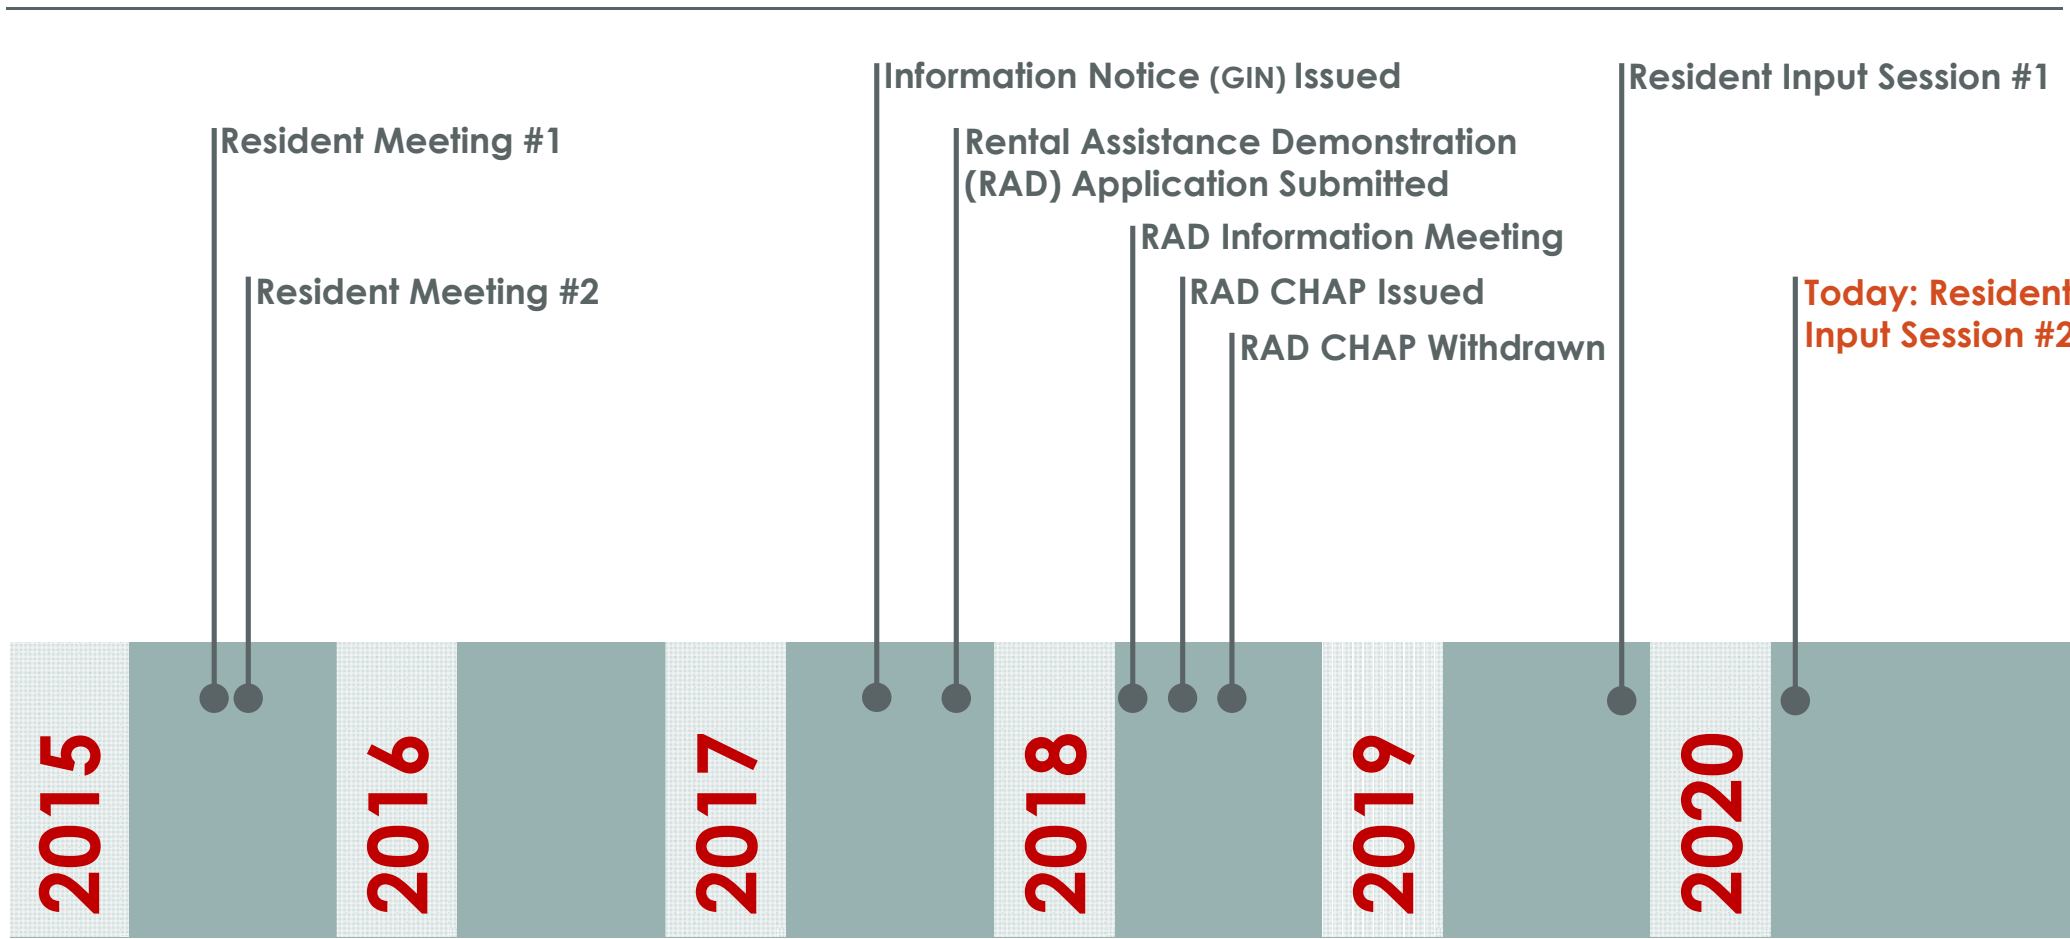 Information Notice (GIN) Issued
Resident Input Session #1
Resident Meeting #1
Rental Assistance Demonstration
(RAD) Application Submitted
RAD Information Meeting
Resident Meeting #2
RAD CHAP Issued
Today: Resident
Input Session #2
RAD CHAP Withdrawn
2015
2016
2017
2018
2019
2020